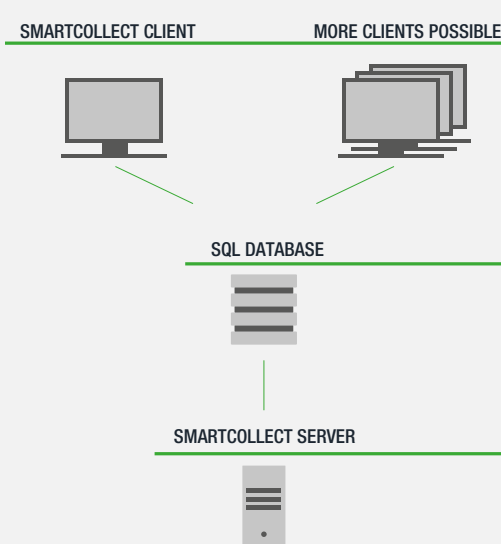 SMARTCOLLECT CLIENT
MORE CLIENTS POSSIBLE
SQL DATABASE
SMARTCOLLECT SERVER